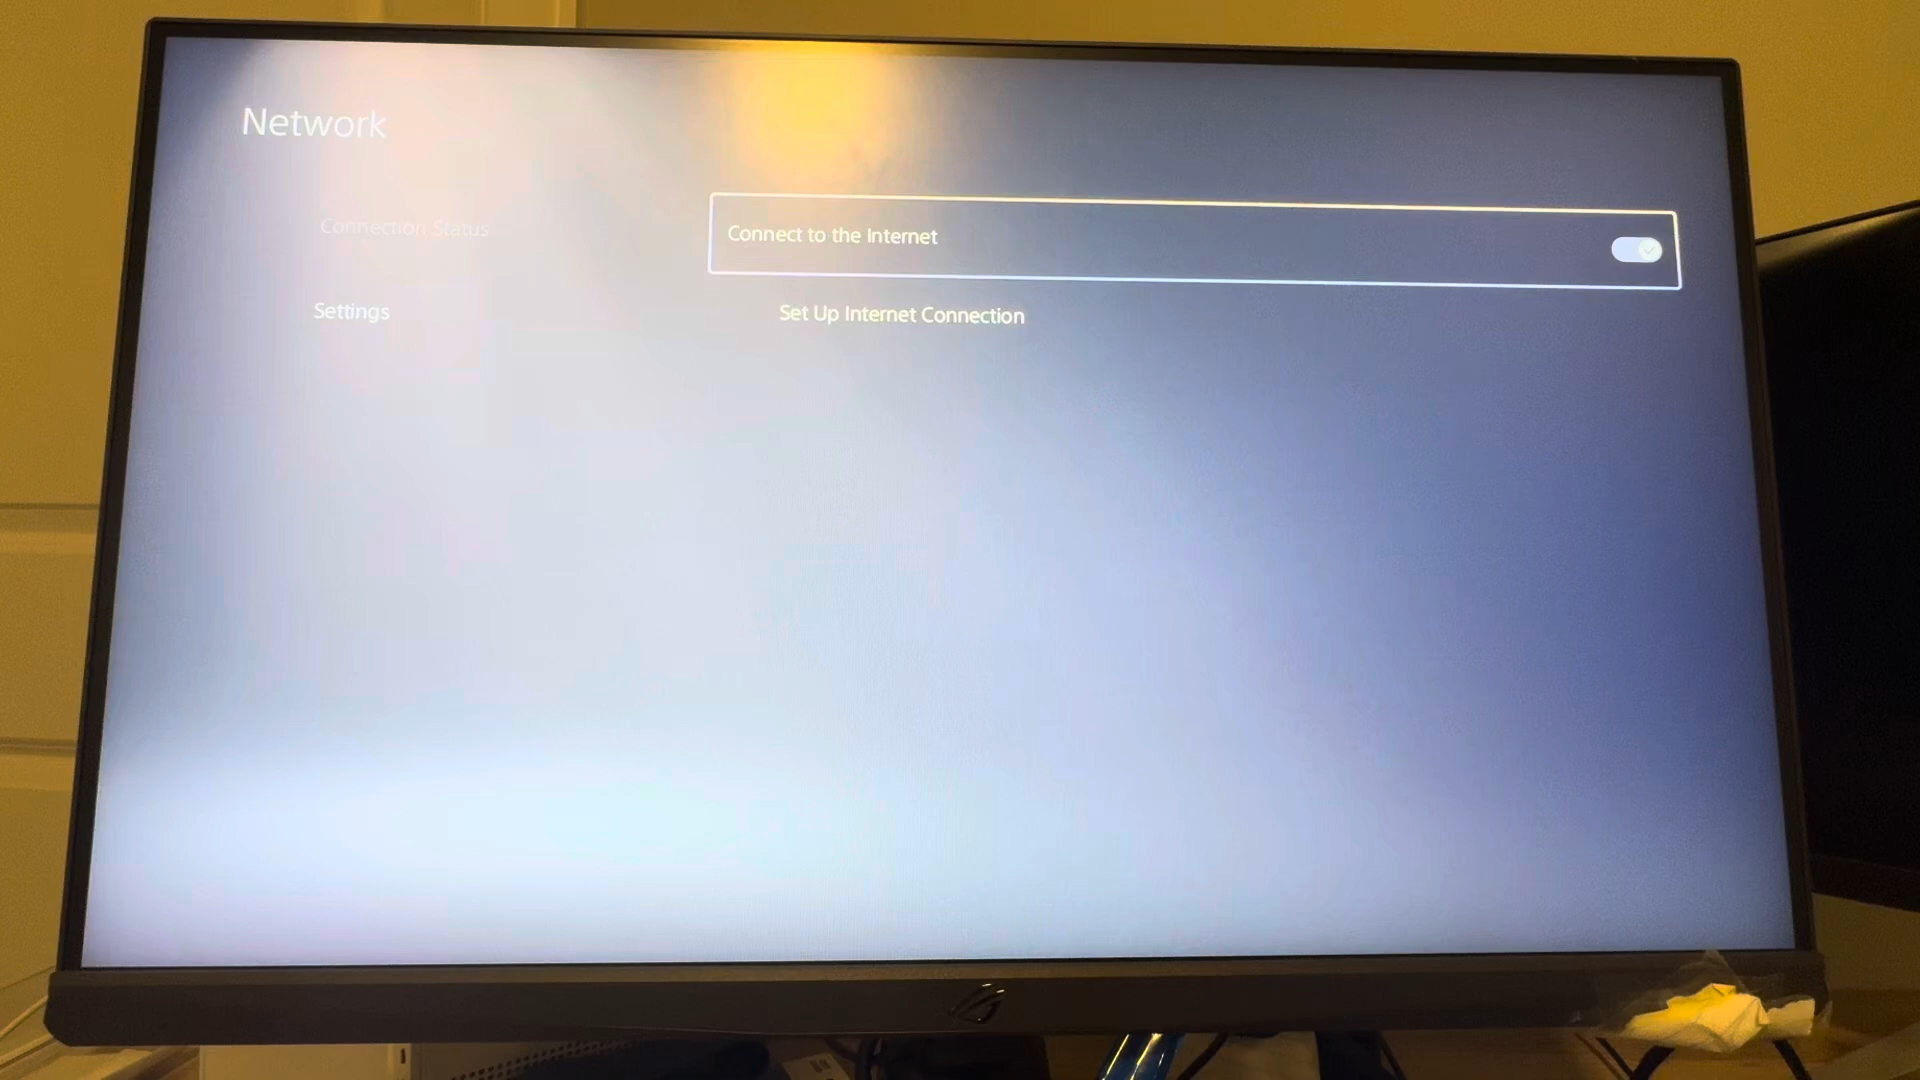 Network
Connection Status
Connect to the Internet
Settings
Set Up Internet Connection